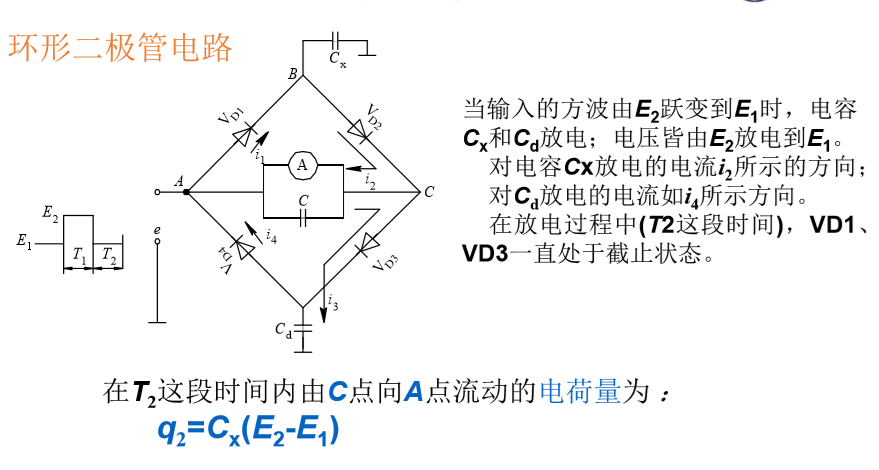 环形二极管电路
Cx
B
VD1
VD2
i1
A
i2
A
C
C
E2
e
E1
T1
T2
i4
VD4
VD3
i3
Cd
当输入的方波由E2跃变到E1时，电容
Cx和Cd放电；电压皆由E2放电到E1。
对电容Cx放电的电流i2所示的方向；
对Cd放电的电流如i4所示方向。
在放电过程中(T2这段时间)，VD1、
VD3一直处于截止状态。
在T2这段时间内由C点向A点流动的电荷量为：
q2=Cx(E2-E1)